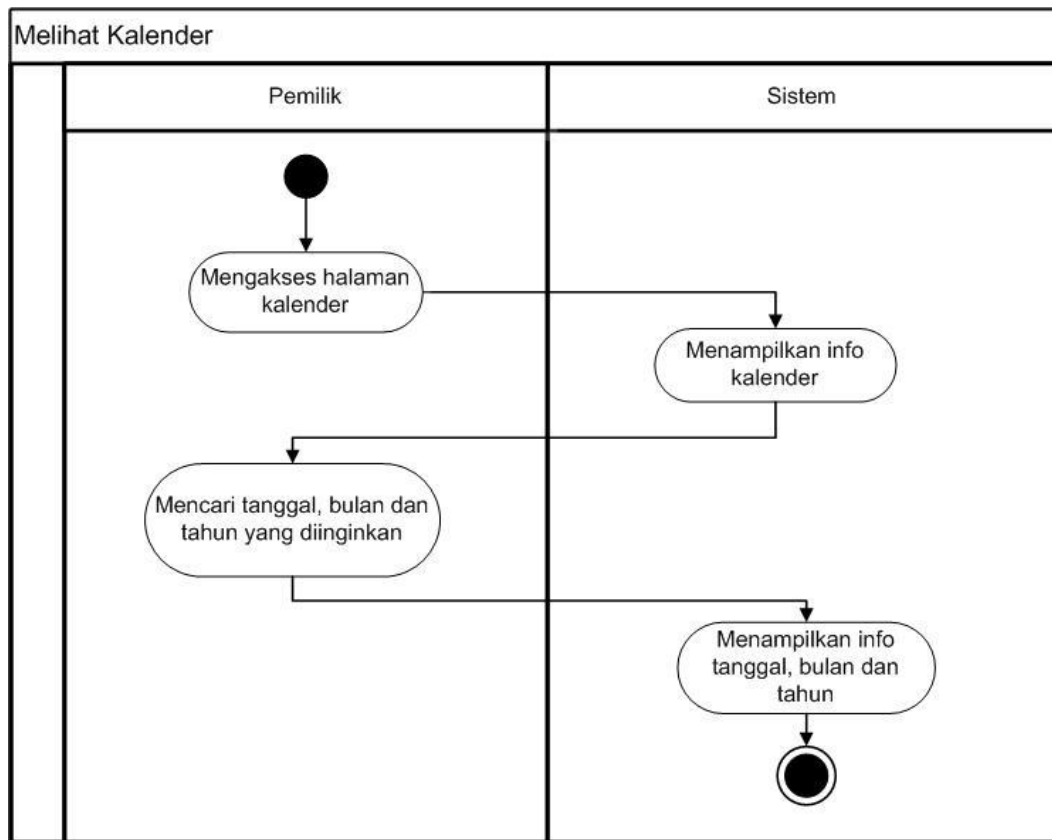 Melihat Kalender
Pemilik
Sistem
Mengakses halaman
kalender
Menampilkan info
kalender
Mencari tanggal, bulan dan
tahun yang diinginkan
Menampilkan info
tanggal, bulan dan
tahun